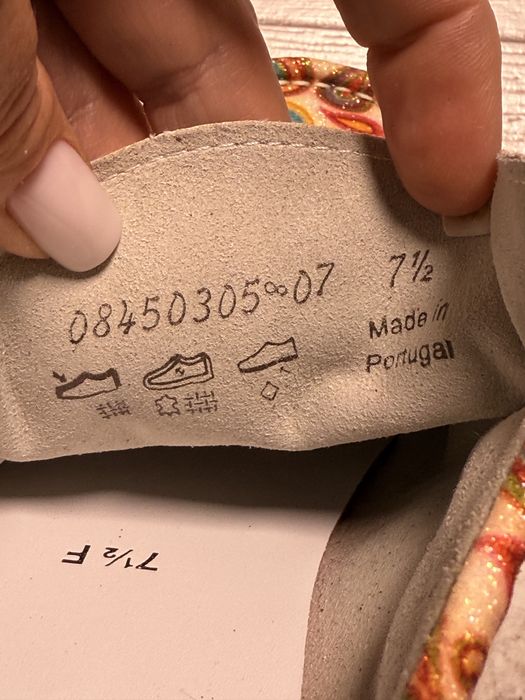 08450305∞07
7½
Made in
Portugal
7½ F